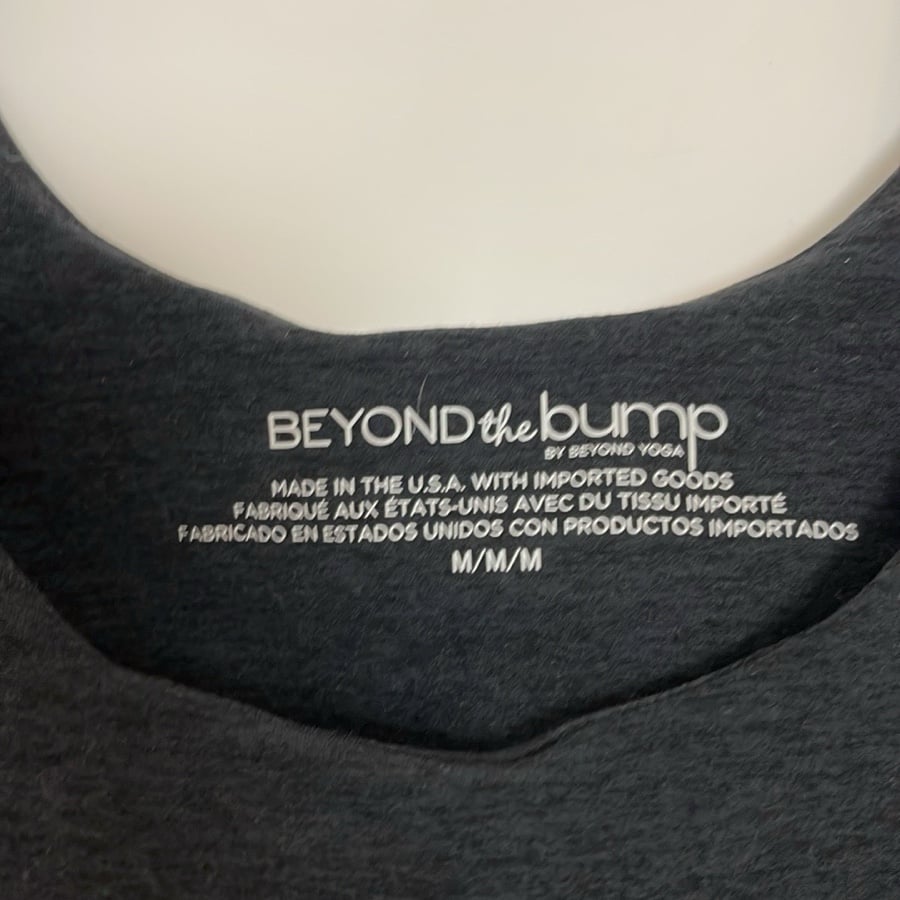 BEYOND the bump
BY BEYOND YOGA
MADE IN THE U.S.A. WITH IMPORTED GOODS
FABRIQUÉ AUX ÉTATS-UNIS AVEC DU TISSU IMPORTÉ
FABRICADO EN ESTADOS UNIDOS CON PRODUCTOS IMPORTADOS
M/M/M